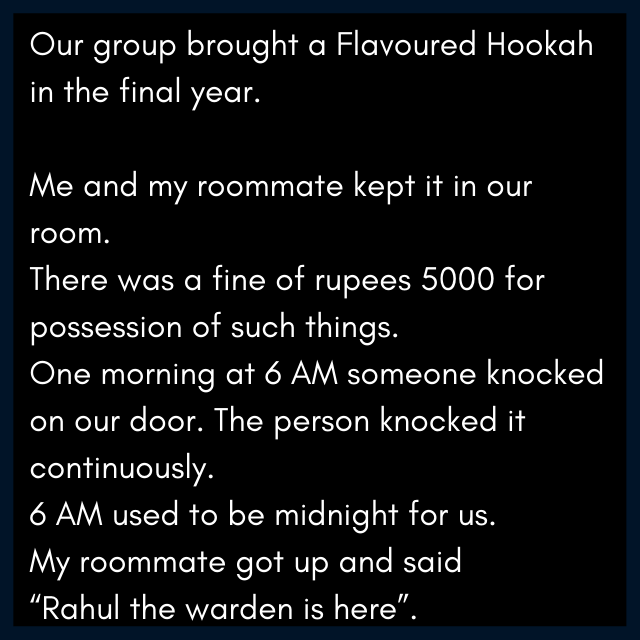 Our group brought a Flavoured Hookah
in the final year.
Me and my roommate kept it in our
room.
There was a fine of rupees 5000 for
possession of such things.
One morning at 6 AM someone knocked
on our door. The person knocked it
continuously.
6 AM used to be midnight for us.
My roommate got up and said
“Rahul the warden is here”.